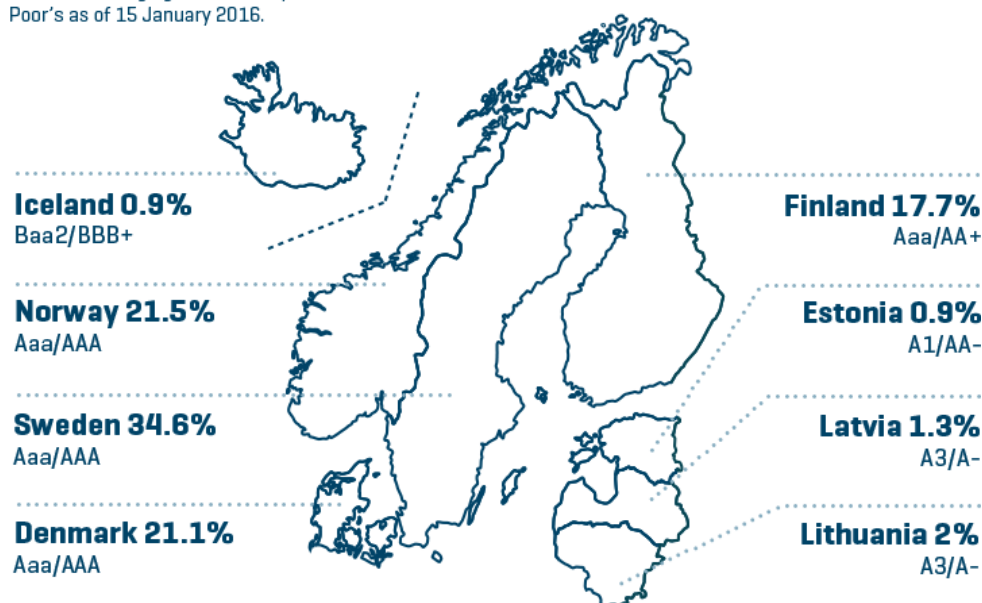 Poor's as of 15 January 2016.
Iceland 0.9%
Baa2/BBB+
Norway 21.5%
Aaa/AAA
Sweden 34.6%
Aaa/AAA
Denmark 21.1%
Aaa/AAA
Finland 17.7%
Aaa/AA+
Estonia 0.9%
A1/AA-
Latvia 1.3%
A3/A-
Lithuania 2%
A3/A-